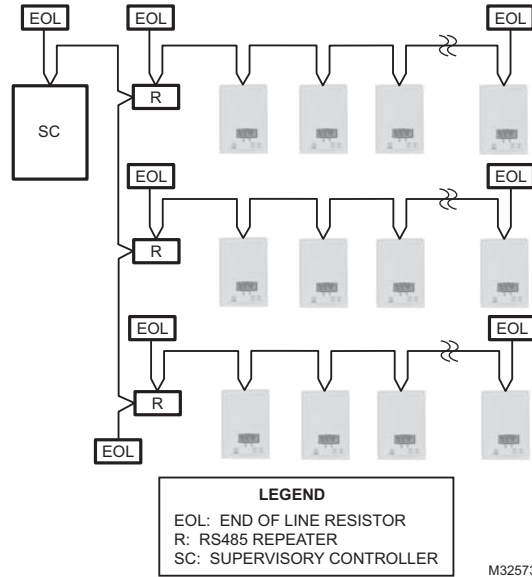 EOL EOL EOL
R
SC
EOL EOL
R
EOL EOL
R
EOL
LEGEND
EOL: END OF LINE RESISTOR
R: RS485 REPEATER
SC: SUPERVISORY CONTROLLER
M32573